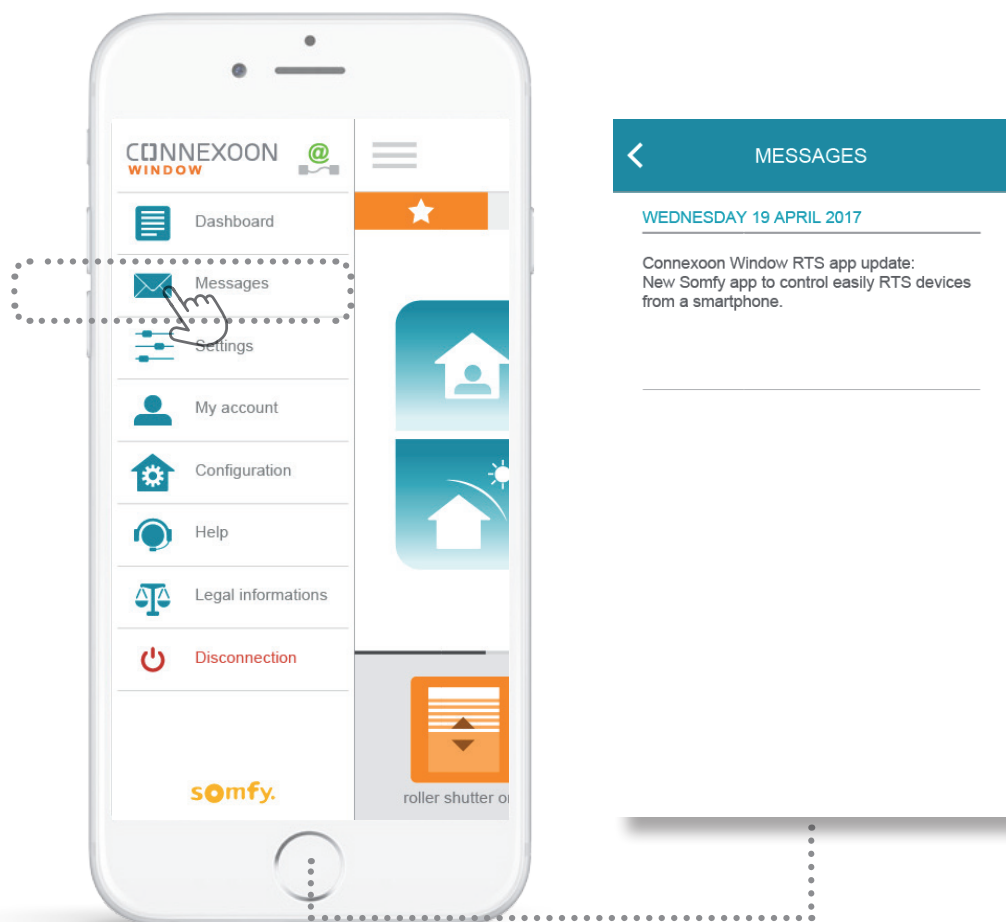 CONNEXOON
WINDOW
@
Dashboard
Messages
Settings
My account
Configuration
Help
Legal informations
Disconnection
somfy.
roller shutter
MESSAGES
WEDNESDAY 19 APRIL 2017
Connexoon Window RTS app update:
New Somfy app to control easily RTS devices
from a smartphone.